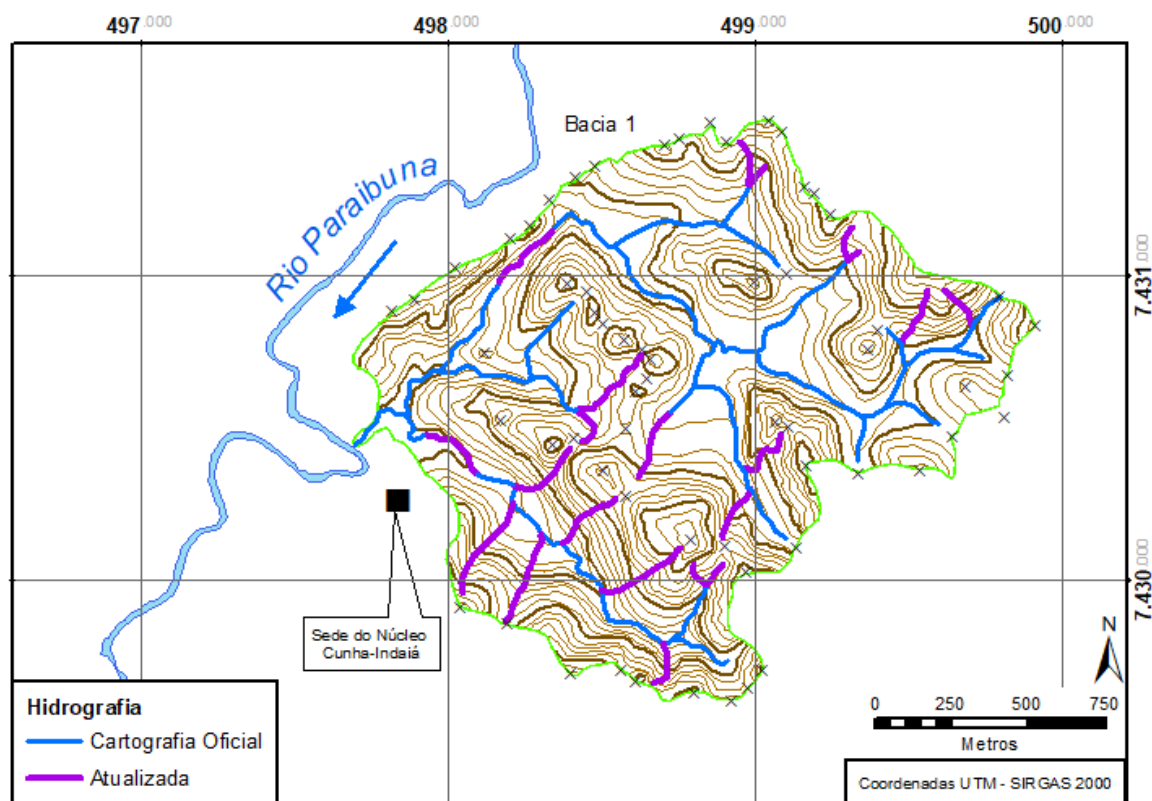 497.000 498.000 499.000 500.000
Bacia 1
Rio Paraibuna
7.431.000
7.430.000
Sede do Núcleo
Cunha-Indaiá
N
0 250 500 750
Metros
Hidrografia
Cartografia Oficial
Atualizada
Coordenadas UTM - SIRGAS 2000